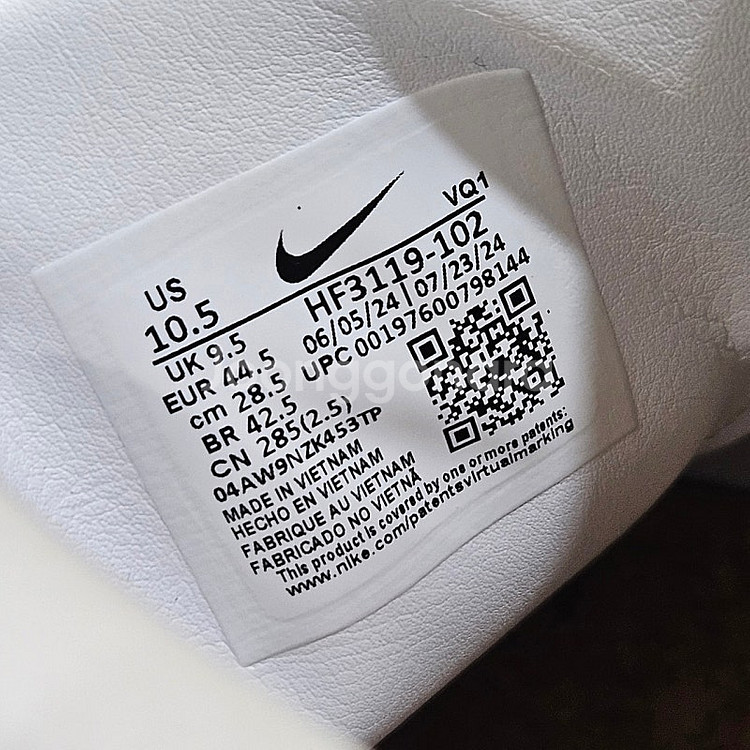 VQ1
US
10.5
HF3119-102
UK 9.5
06/05/24 | 07/23/24
EUR 44.5
UPC 00197600798144
cm 28.5
BR 42.5
CN 285(2.5)
04AW9NZK453TP
MADE IN VIETNAM
HECHO EN VIETNAM
FABRIQUE AU VIETNAM
FABRICADO NO VIETNÃ
This product is covered by one or more patents:
www.nike.com/patentsvirtualmarking